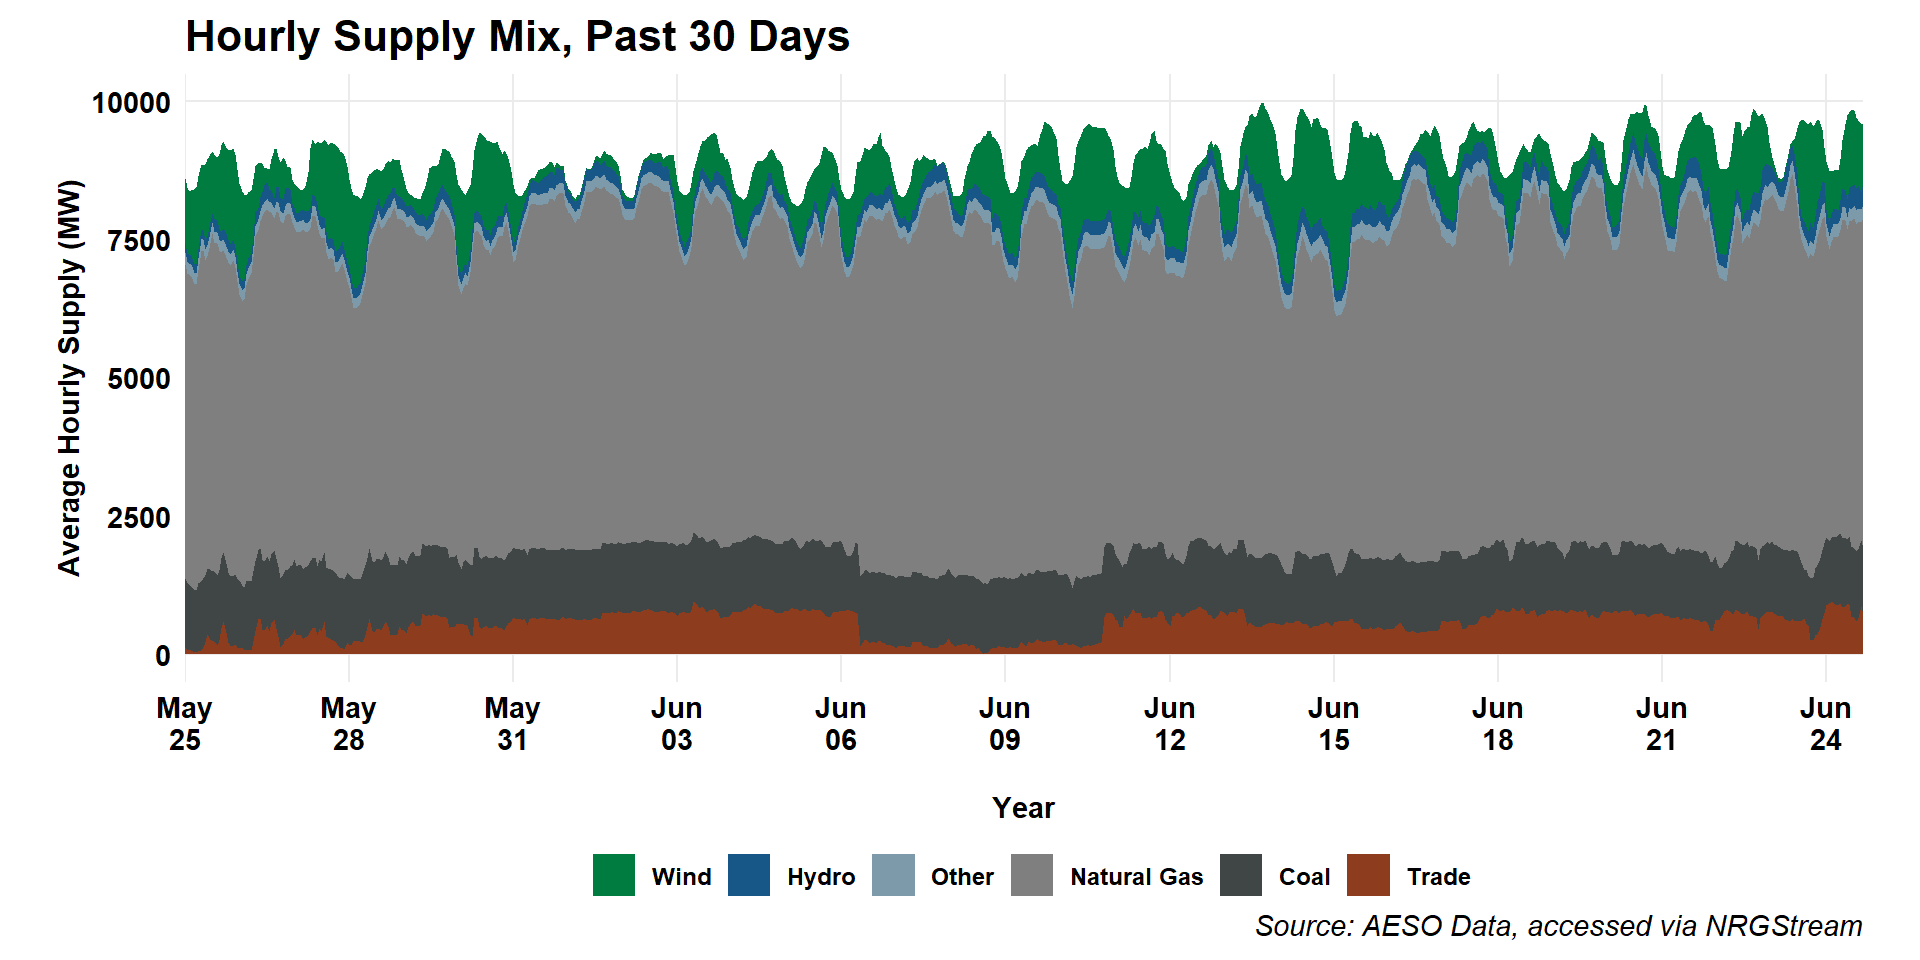 Hourly Supply Mix, Past 30 Days
Average Hourly Supply (MW)
10000
7500
5000
2500
0
May 25
May 28
May 31
Jun 03
Jun 06
Jun 09
Jun 12
Jun 15
Jun 18
Jun 21
Jun 24
Year
Wind Hydro Other Natural Gas Coal Trade
Source: AESO Data, accessed via NRGStream